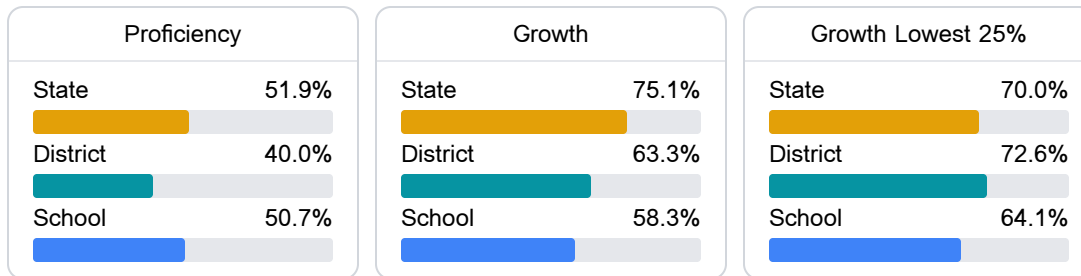 Proficiency
State 51.9%
District 40.0%
School 50.7%
Growth
State 75.1%
District 63.3%
School 58.3%
Growth Lowest 25%
State 70.0%
District 72.6%
School 64.1%